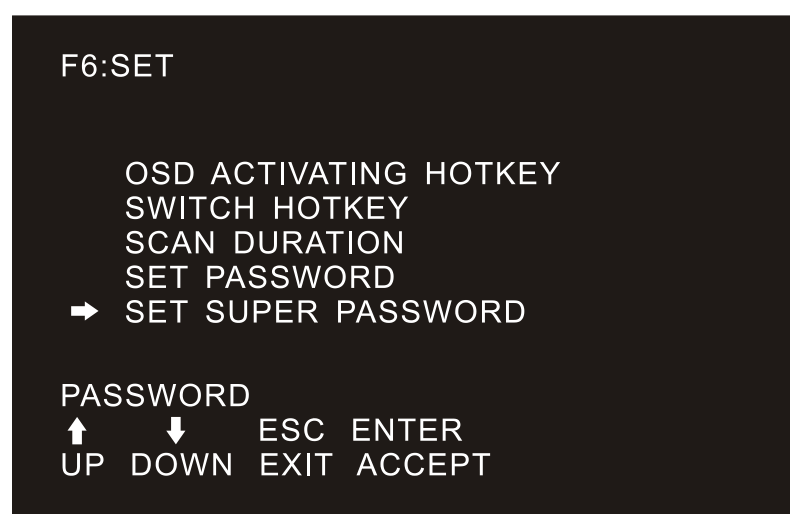 F6:SET
OSD ACTIVATING HOTKEY
SWITCH HOTKEY
SCAN DURATION
SET PASSWORD
SET SUPER PASSWORD
PASSWORD
ESC ENTER
UP DOWN EXIT ACCEPT